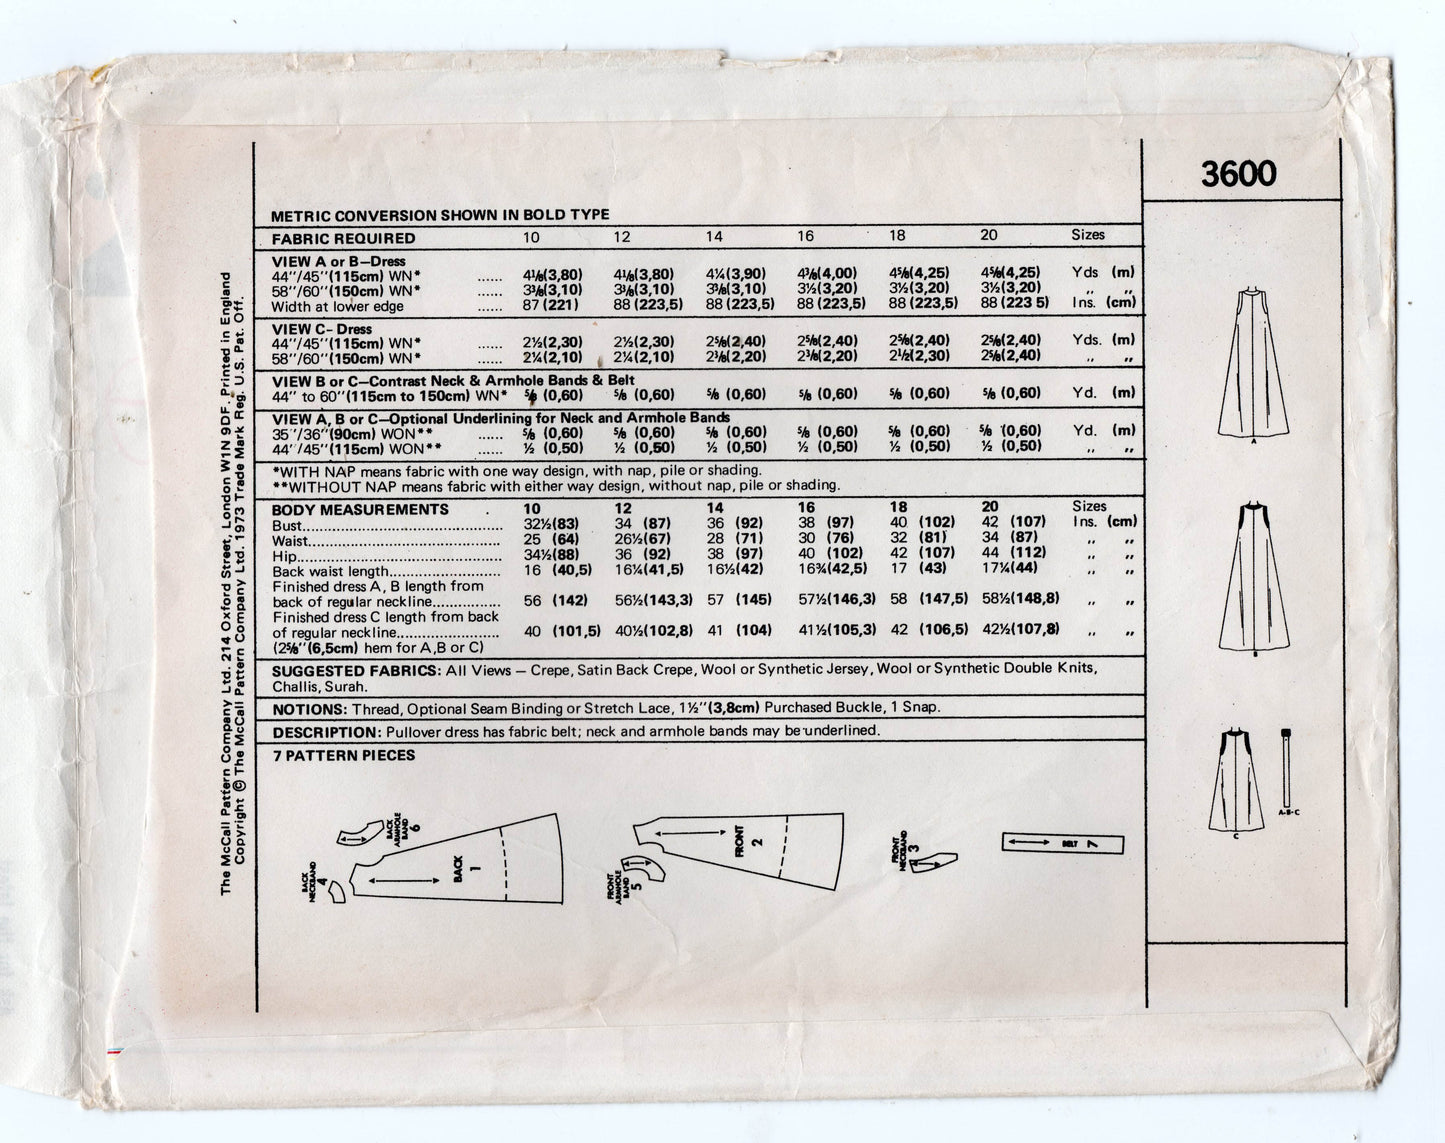 3600
METRIC CONVERSION SHOWN IN BOLD TYPE
FABRIC REQUIRED 10 12 14 16 18 20 Sizes
VIEW A or B—Dress
44"/45"(115cm) WN* ...... 4⅛(3,80) 4⅛(3,80) 4¼(3,90) 4⅜(4,00) 4⅝(4,25) 4⅝(4,25) Yds (m)
58"/60"(150cm) WN* ...... 3⅜(3,10) 3⅜(3,10) 3⅜(3,10) 3½(3,20) 3½(3,20) 3½(3,20) ,, ,,
Width at lower edge ...... 87 (221) 88 (223,5) 88 (223,5) 88 (223,5) 88 (223,5) 88 (223 5) Ins. (cm)
VIEW C- Dress
44"/45"(115cm) WN* ...... 2½(2,30) 2½(2,30) 2⅝(2,40) 2⅝(2,40) 2⅝(2,40) 2⅝(2,40) Yds. (m)
58"/60"(150cm) WN* ...... 2¼(2,10) 2¼(2,10) 2⅜(2,20) 2⅜(2,20) 2½(2,30) 2⅝(2,40) ,, ,,
VIEW B or C—Contrast Neck & Armhole Bands & Belt
44" to 60"(115cm to 150cm) WN* ⅝ (0,60) ⅝ (0,60) ⅝ (0,60) ⅝ (0,60) ⅝ (0,60) ⅝ (0,60) Yd. (m)
VIEW A, B or C—Optional Underlining for Neck and Armhole Bands
35"/36"(90cm) WON** ...... ⅝ (0,60) ⅝ (0,60) ⅝ (0,60) ⅝ (0,60) ⅝ (0,60) ⅝ (0,60) Yd. (m)
44"/45"(115cm) WON** ...... ½ (0,50) ½ (0,50) ½ (0,50) ½ (0,50) ½ (0,50) ½ (0,50) ,, ,,
*WITH NAP means fabric with one way design, with nap, pile or shading.
**WITHOUT NAP means fabric with either way design, without nap, pile or shading.
BODY MEASUREMENTS 10 12 14 16 18 20 Sizes
Bust...................................... 32½(83) 34 (87) 36 (92) 38 (97) 40 (102) 42 (107) Ins. (cm)
Waist..................................... 25 (64) 26½(67) 28 (71) 30 (76) 32 (81) 34 (87) ,, ,,
Hip....................................... 34½(88) 36 (92) 38 (97) 40 (102) 42 (107) 44 (112) ,, ,,
Back waist length........................ 16 (40,5) 16¼(41,5) 16½(42) 16¾(42,5) 17 (43) 17¼(44) ,, ,,
Finished dress A, B length from
back of regular neckline................ 56 (142) 56½(143,3) 57 (145) 57½(146,3) 58 (147,5) 58½(148,8) ,, ,,
Finished dress C length from back
of regular neckline........................ 40 (101,5) 40½(102,8) 41 (104) 41½(105,3) 42 (106,5) 42½(107,8) ,, ,,
(2⅝"(6,5cm) hem for A,B or C)
SUGGESTED FABRICS: All Views — Crepe, Satin Back Crepe, Wool or Synthetic Jersey, Wool or Synthetic Double Knits,
Challis, Surah.
NOTIONS: Thread, Optional Seam Binding or Stretch Lace, 1½"(3,8cm) Purchased Buckle, 1 Snap.
DESCRIPTION: Pullover dress has fabric belt; neck and armhole bands may be underlined.
7 PATTERN PIECES
BACK
ARMHOLE
BAND
6
BACK
NECKBAND
4
BACK
1
FRONT
2
FRONT
ARMHOLE
BAND
5
FRONT
NECKBAND
3
BELT 7
A
B
C
A-B-C
The McCall Pattern Company Ltd. 214 Oxford Street, London W1N 9DF. Printed in England
Copyright © The McCall Pattern Company Ltd. 1973 Trade Mark Reg. U.S. Pat. Off.